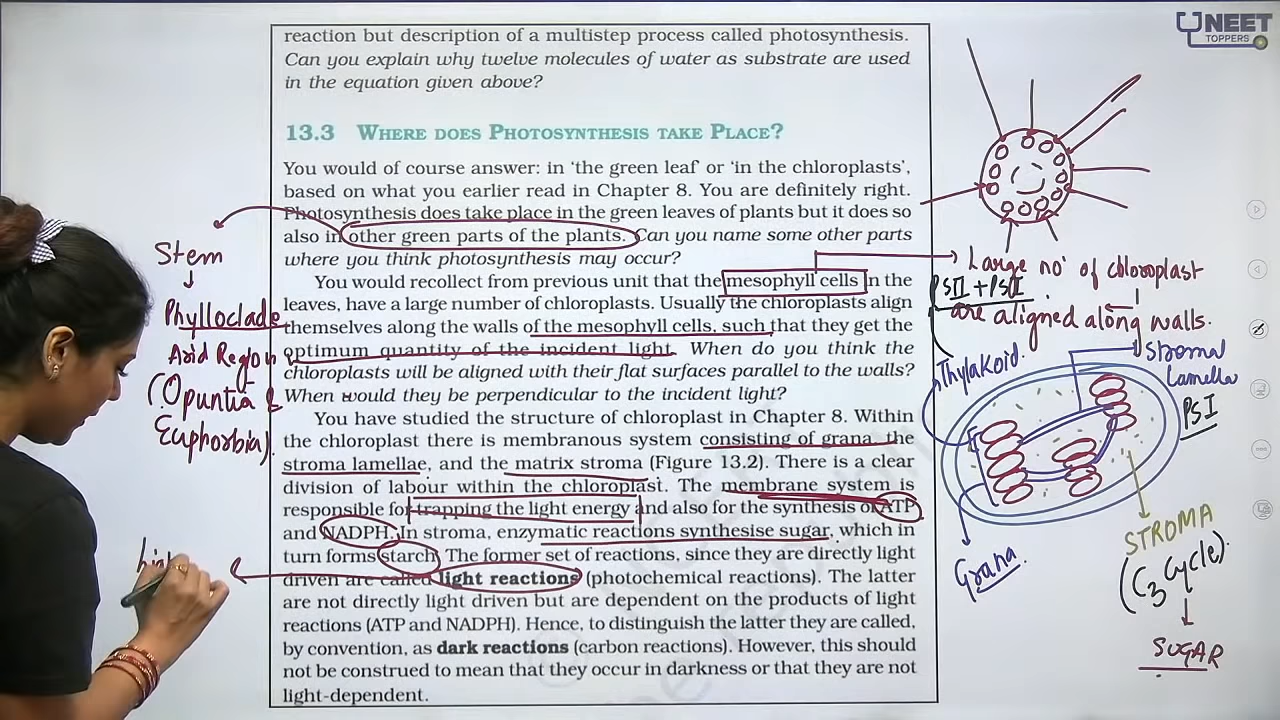 NEET
TOPPERS
reaction but description of a multistep process called photosynthesis.
Can you explain why twelve molecules of water as substrate are used
in the equation given above?
13.3 WHERE DOES PHOTOSYNTHESIS TAKE PLACE?
You would of course answer: in ‘the green leaf’ or ‘in the chloroplasts’,
based on what you earlier read in Chapter 8. You are definitely right.
Photosynthesis does take place in the green leaves of plants but it does so
also in other green parts of the plants. Can you name some other parts
where you think photosynthesis may occur?
You would recollect from previous unit that the mesophyll cells in the
leaves, have a large number of chloroplasts. Usually the chloroplasts align
themselves along the walls of the mesophyll cells, such that they get the
optimum quantity of the incident light. When do you think the
chloroplasts will be aligned with their flat surfaces parallel to the walls?
When would they be perpendicular to the incident light?
You have studied the structure of chloroplast in Chapter 8. Within
the chloroplast there is membranous system consisting of grana, the
stroma lamellae, and the matrix stroma (Figure 13.2). There is a clear
division of labour within the chloroplast. The membrane system is
responsible for trapping the light energy and also for the synthesis of ATP
and NADPH. In stroma, enzymatic reactions synthesise sugar, which in
turn forms starch. The former set of reactions, since they are directly light
driven are called light reactions (photochemical reactions). The latter
are not directly light driven but are dependent on the products of light
reactions (ATP and NADPH). Hence, to distinguish the latter they are called,
by convention, as dark reactions (carbon reactions). However, this should
not be construed to mean that they occur in darkness or that they are not
light-dependent.
Stem
Phylloclade
Arid Region
(Opuntia &
Euphorbia).
Large no. of chloroplast
are aligned along walls.
PSII + PSI
Thylakoid.
Stroma
Lamella
PSI
Grana
STROMA
(C3 Cycle).
SUGAR